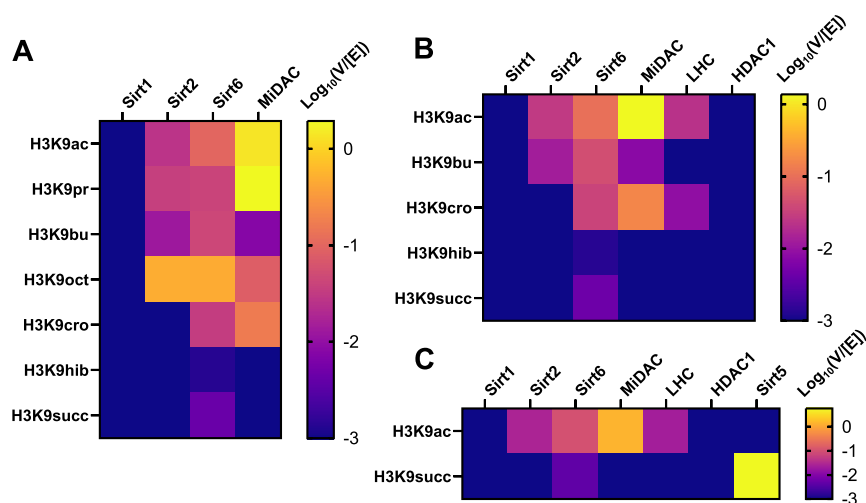 A
Sirt1 Sirt2 Sirt6 MiDAC Log10(V/[E])
H3K9ac
H3K9pr
H3K9bu
H3K9oct
H3K9cro
H3K9hib
H3K9succ
0
-1
-2
-3
B
Sirt1 Sirt2 Sirt6 MiDAC LHC HDAC1 Log10(V/[E])
H3K9ac
H3K9bu
H3K9cro
H3K9hib
H3K9succ
0
-1
-2
-3
C
Sirt1 Sirt2 Sirt6 MiDAC LHC HDAC1 Sirt5 Log10(V/[E])
H3K9ac
H3K9succ
0
-1
-2
-3